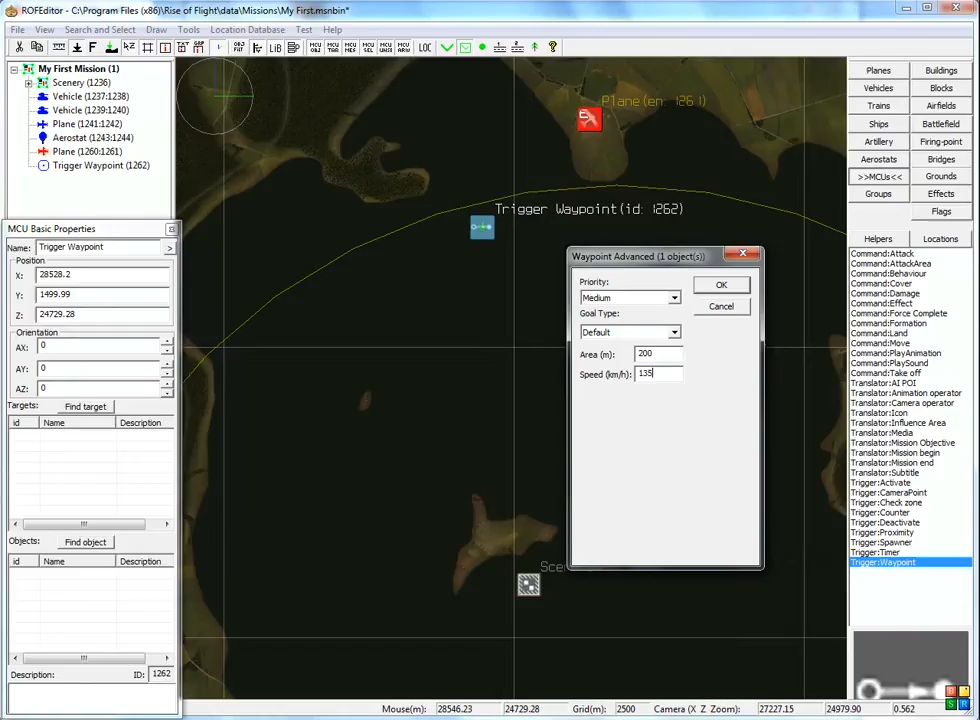 ROFEditor - C:\Program Files (x86)\Rise of Flight\data\Missions\My First.msnbin*
File View Search and Select Draw Tools Location Database Test Help
My First Mission (1)
Scenery (1236)
Vehicle (1237:1238)
Vehicle (1239:1240)
Plane (1241:1242)
Aerostat (1243:1244)
Plane (1260:1261)
Trigger Waypoint (1262)
MCU Basic Properties
Name: Trigger Waypoint >
Position
X: 28528.2
Y: 1499.99
Z: 24729.28
Orientation
AX: 0
AY: 0
AZ: 0
Targets: Find target
id Name Description
Objects: Find object
id Name Description
Description: ID: 1262
Plane (en: 1261)
Trigger Waypoint (id: 1262)
Sce
Waypoint Advanced (1 object(s))
Priority:
Medium
OK
Cancel
Goal Type:
Default
Area (m): 200
Speed (km/h): 135
Planes Buildings
Vehicles Blocks
Trains Airfields
Ships Battlefield
Artillery Firing-point
Aerostats Bridges
>>MCUs<< Grounds
Groups Effects
Flags
Helpers Locations
Command:Attack
Command:AttackArea
Command:Behaviour
Command:Cover
Command:Damage
Command:Effect
Command:Force Complete
Command:Formation
Command:Land
Command:Move
Command:PlayAnimation
Command:PlaySound
Command:Take off
Translator:AI POI
Translator:Animation operator
Translator:Camera operator
Translator:Icon
Translator:Influence Area
Translator:Media
Translator:Mission Objective
Translator:Mission begin
Translator:Mission end
Translator:Subtitle
Trigger:Activate
Trigger:CameraPoint
Trigger:Check zone
Trigger:Counter
Trigger:Deactivate
Trigger:Proximity
Trigger:Spawner
Trigger:Timer
Trigger:Waypoint
Mouse(m): 28546.23 24729.28 Grid(m): 2500 Camera (X Z Zoom): 27227.15 24979.90 0.562